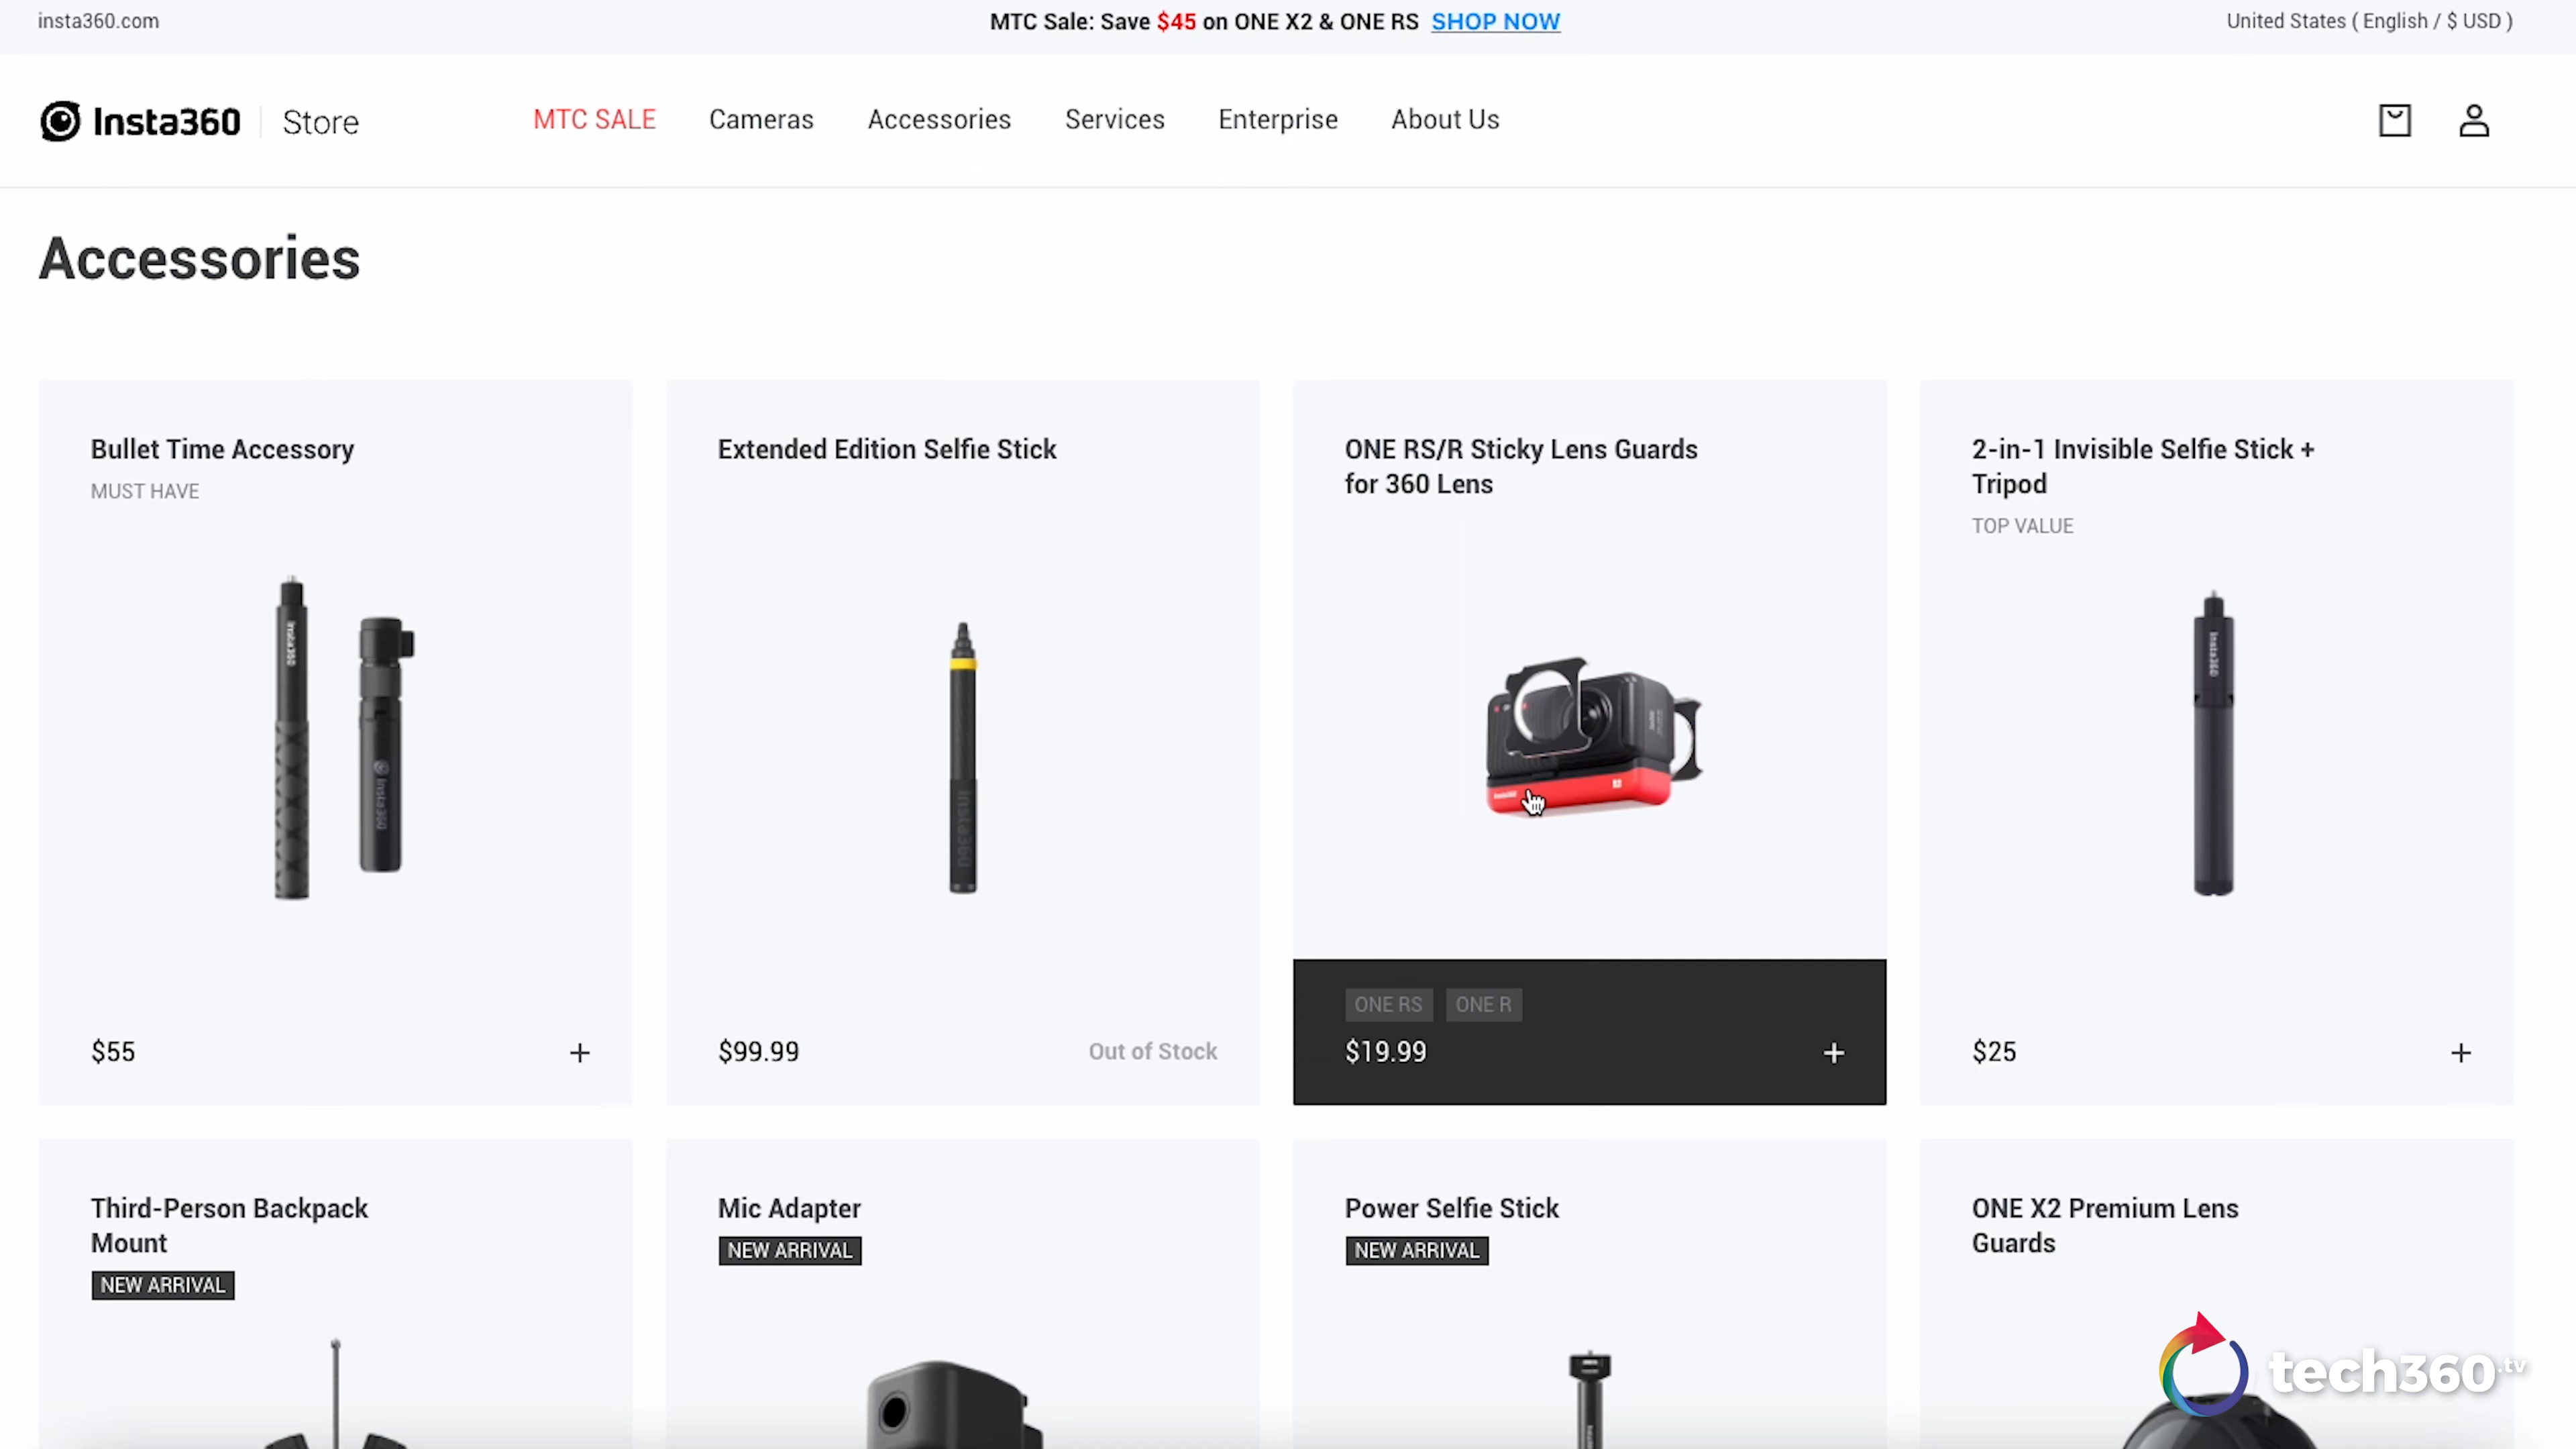 insta360.com
MTC Sale: Save $45 on ONE X2 & ONE RS SHOP NOW
United States ( English / $ USD )
Insta360 Store
MTC SALE Cameras Accessories Services Enterprise About Us
Accessories
Bullet Time Accessory
MUST HAVE
Insta360
Insta360
$55
Extended Edition Selfie Stick
Insta360
$99.99
Out of Stock
ONE RS/R Sticky Lens Guards
for 360 Lens
ONE RS ONE R
$19.99
2-in-1 Invisible Selfie Stick +
Tripod
TOP VALUE
Insta360
$25
Third-Person Backpack
Mount
NEW ARRIVAL
Mic Adapter
NEW ARRIVAL
Power Selfie Stick
NEW ARRIVAL
ONE X2 Premium Lens
Guards
tech360.tv